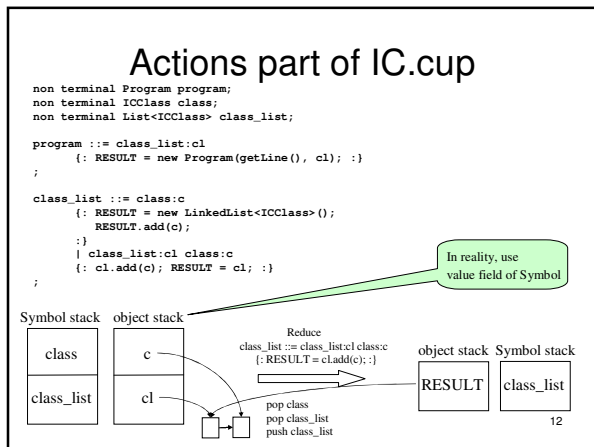 Actions part of IC.cup
non terminal Program program;
non terminal ICClass class;
non terminal List<ICClass> class_list;
program ::= class_list:cl
{: RESULT = new Program(getLine(), cl); :}
;
class_list ::= class:c
{: RESULT = new LinkedList<ICClass>();
RESULT.add(c);
:}
| class_list:cl class:c
{: cl.add(c); RESULT = cl; :}
;
In reality, use
value field of Symbol
Symbol stack
object stack
class
c
class_list
cl
Reduce
class_list ::= class_list:cl class:c
{: RESULT = cl.add(c); :}
pop class
pop class_list
push class_list
object stack
Symbol stack
RESULT
class_list
12